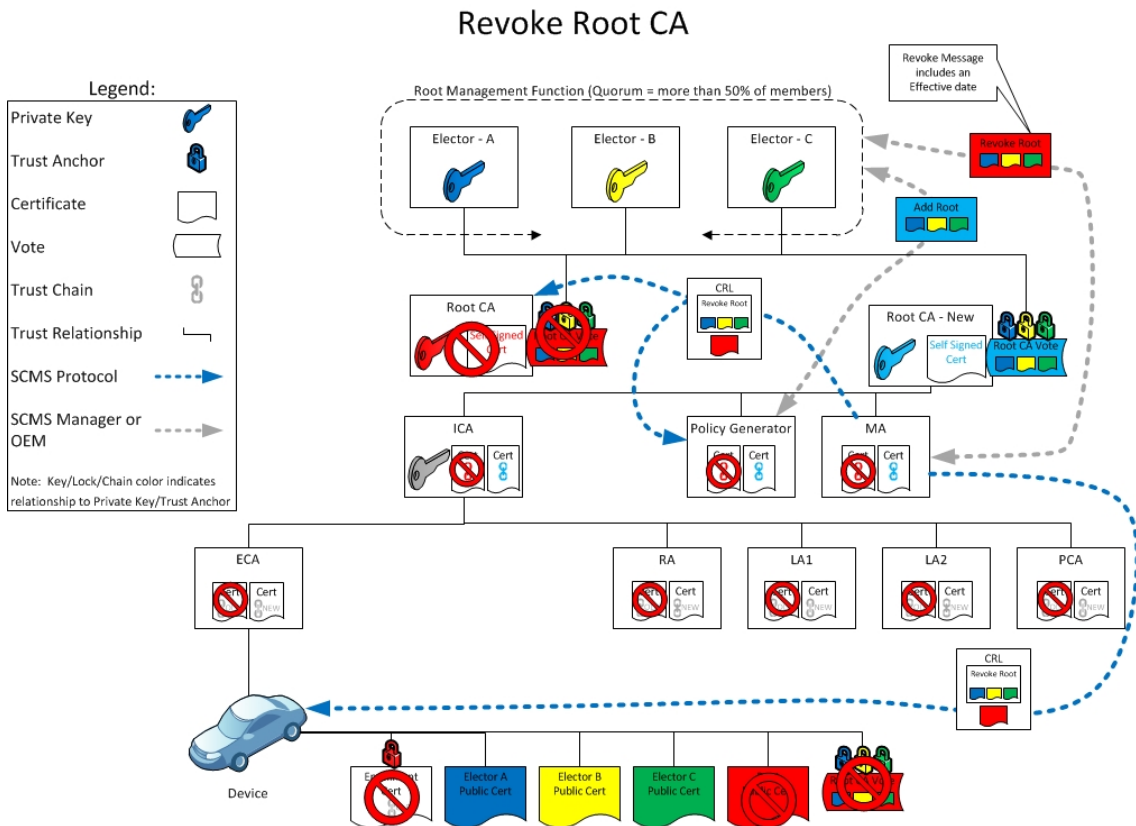 Revoke Root CA
Revoke Message
includes an
Effective date
Legend:
Private Key
Trust Anchor
Certificate
Vote
Trust Chain
Trust Relationship
SCMS Protocol
SCMS Manager or
OEM
Note: Key/Lock/Chain color indicates
relationship to Private Key/Trust Anchor
Root Management Function (Quorum = more than 50% of members)
Elector - A
Elector - B
Elector - C
Revoke Root
Add Root
Root CA
Self Signed
Cert
CRL
Revoke Root
Root CA - New
Self Signed
Cert
Root CA Vote
ICA
Cert
Cert
Policy Generator
Cert
Cert
MA
Cert
Cert
ECA
Cert
Cert
NEW
RA
Cert
Cert
NEW
LA1
Cert
Cert
NEW
LA2
Cert
Cert
NEW
PCA
Cert
Cert
NEW
CRL
Revoke Root
Device
Cert
Elector A
Public Cert
Elector B
Public Cert
Elector C
Public Cert